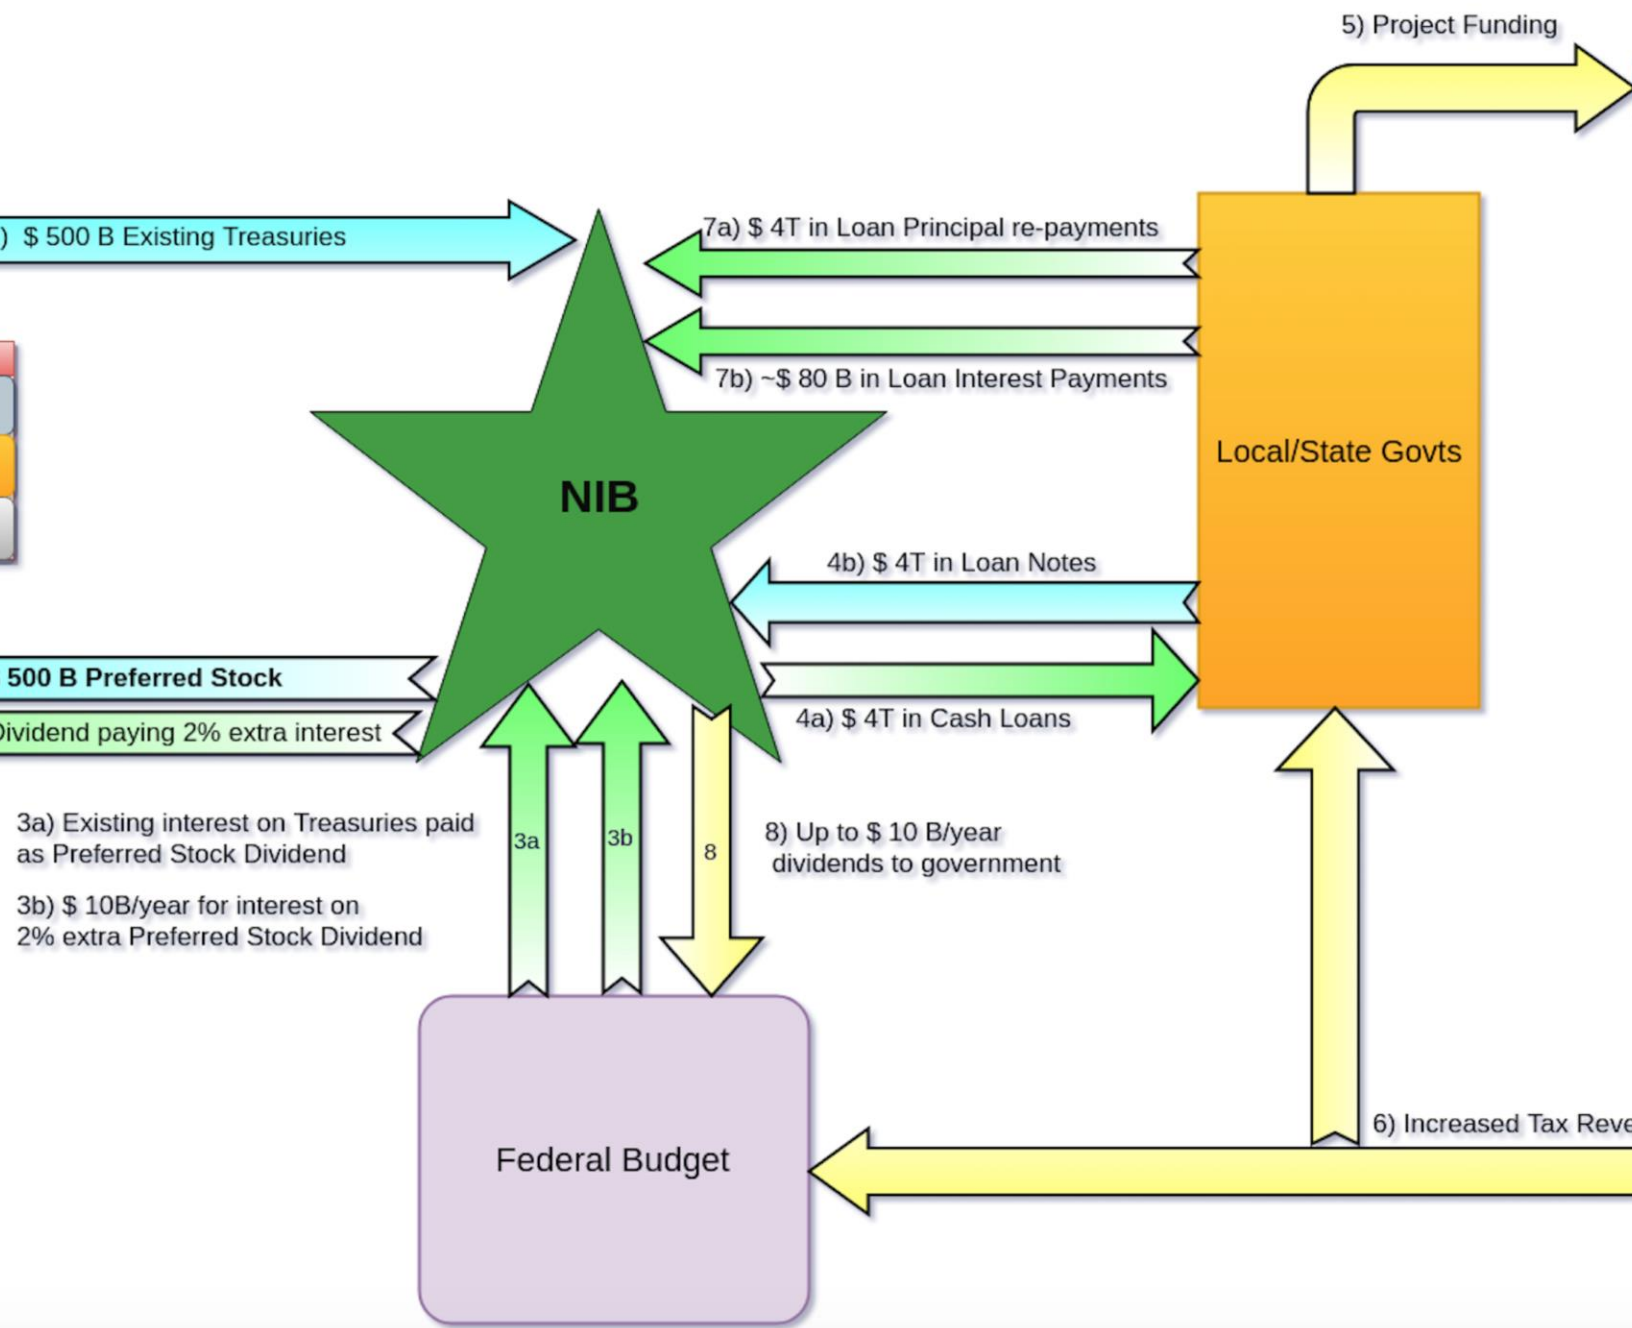 5) Project Funding
) $ 500 B Existing Treasuries
7a) $ 4T in Loan Principal re-payments
7b) ~$ 80 B in Loan Interest Payments
Local/State Govts
NIB
4b) $ 4T in Loan Notes
500 B Preferred Stock
4a) $ 4T in Cash Loans
Dividend paying 2% extra interest
3a) Existing interest on Treasuries paid
as Preferred Stock Dividend
3a
3b
8
8) Up to $ 10 B/year
dividends to government
3b) $ 10B/year for interest on
2% extra Preferred Stock Dividend
6) Increased Tax Reve
Federal Budget